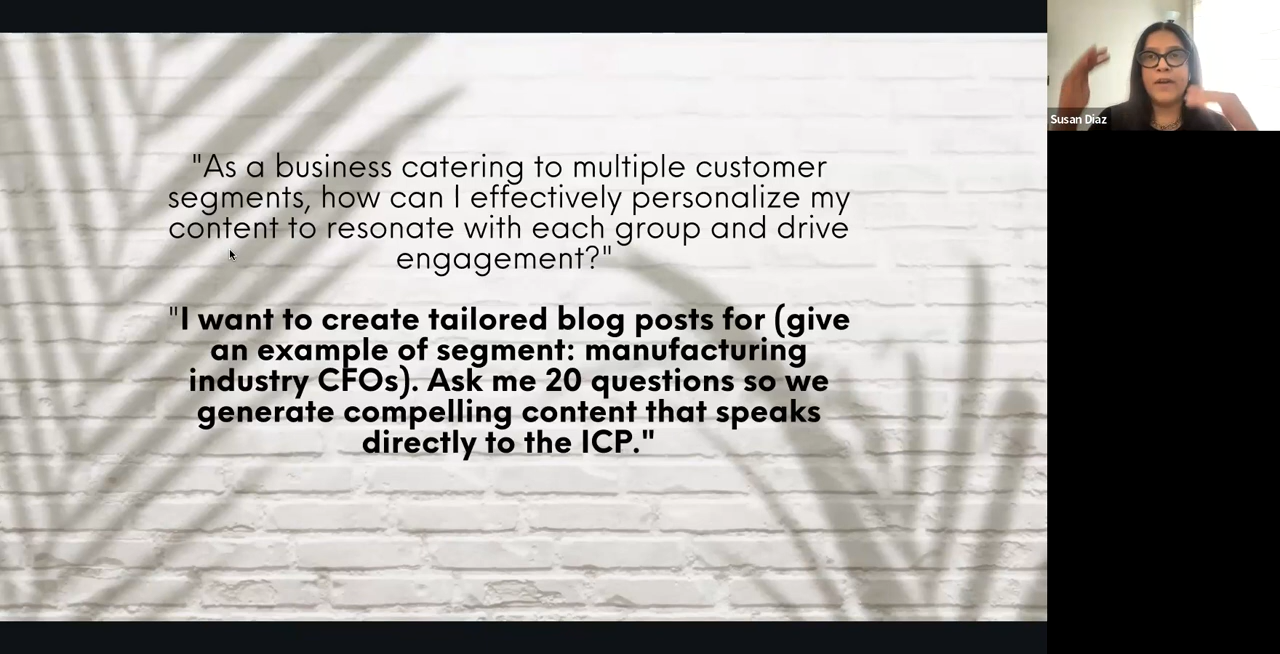 "As a business catering to multiple customer
segments, how can I effectively personalize my
content to resonate with each group and drive
engagement?"
"I want to create tailored blog posts for (give
an example of segment: manufacturing
industry CFOs). Ask me 20 questions so we
generate compelling content that speaks
directly to the ICP."
Susan Diaz